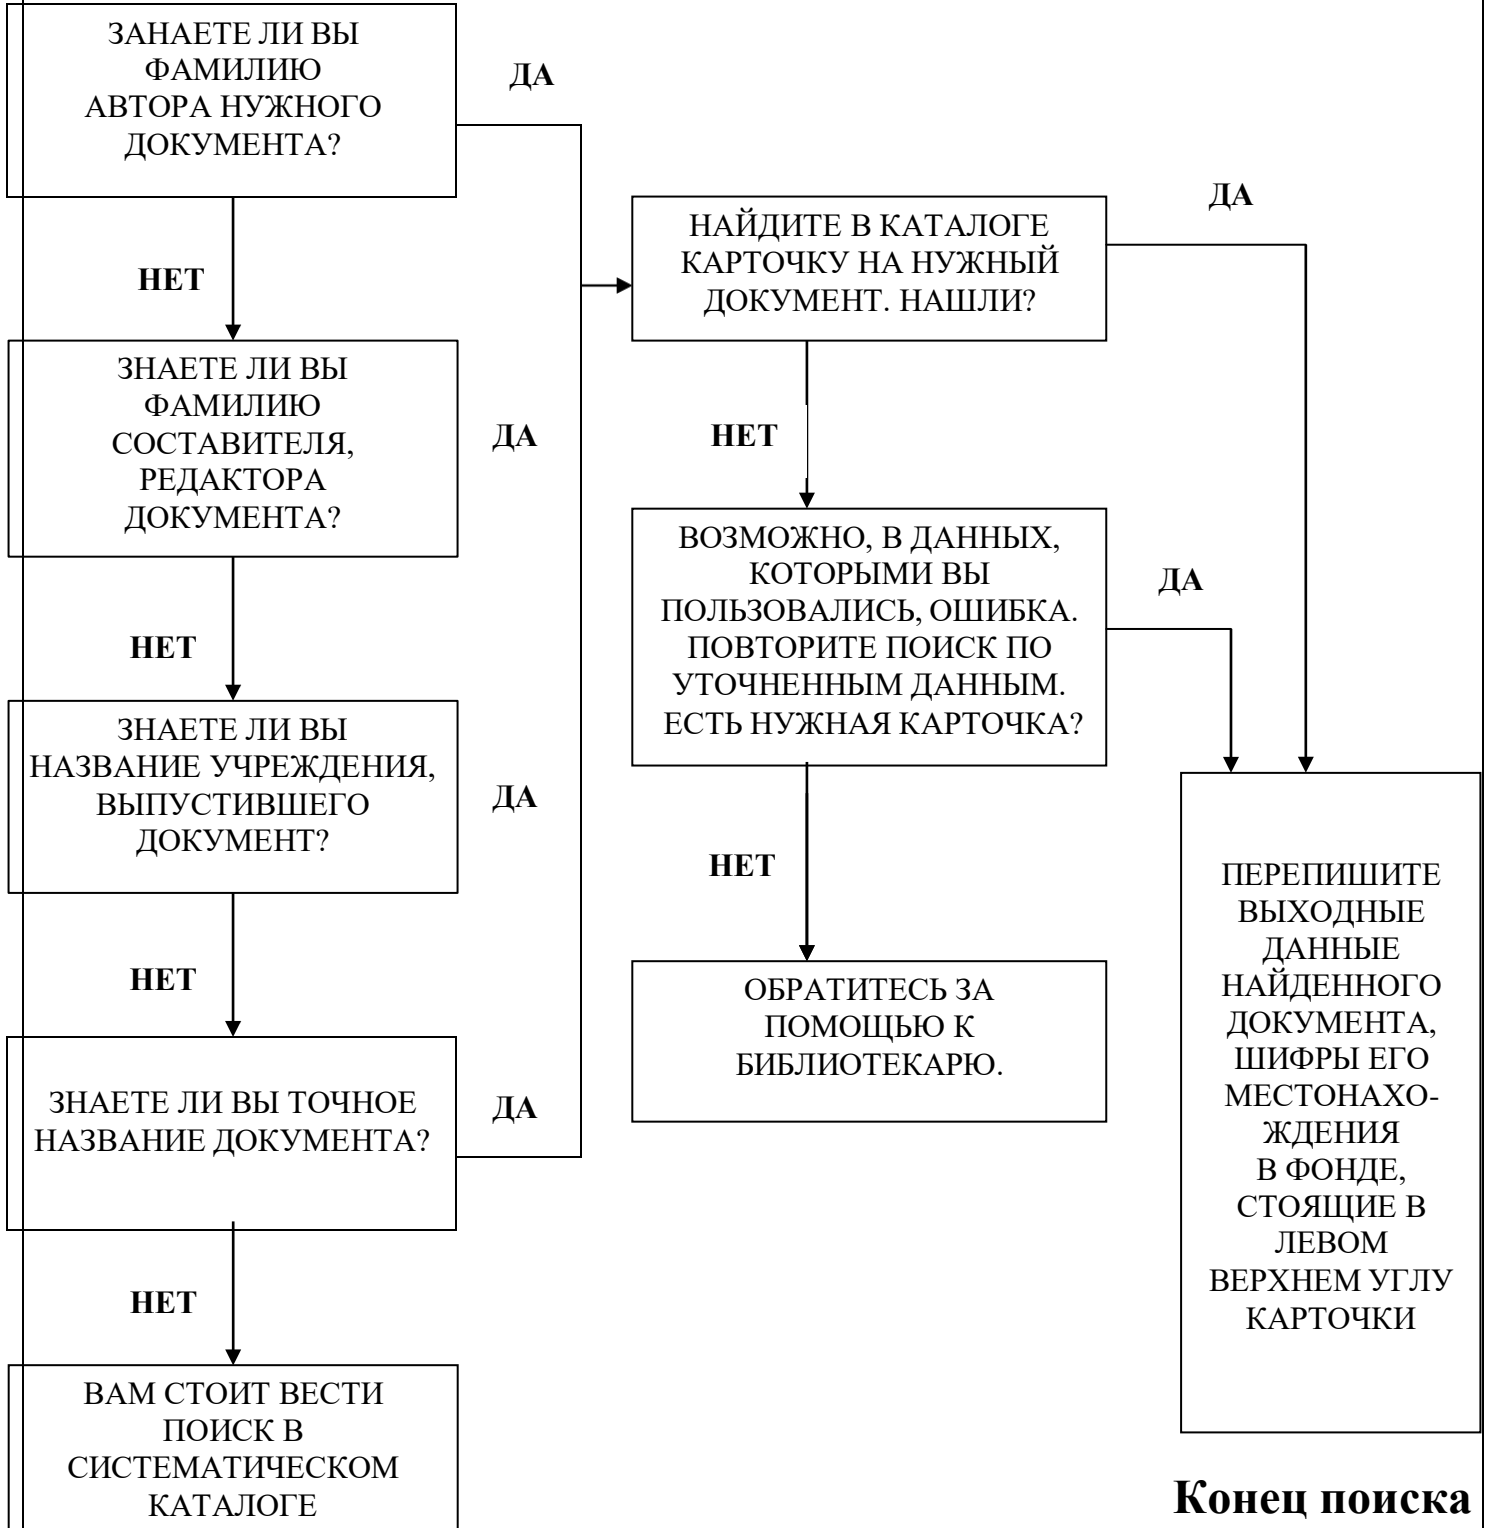 ЗАНАЕТЕ ЛИ ВЫ
ФАМИЛИЮ
АВТОРА НУЖНОГО
ДОКУМЕНТА?
ДА
НЕТ
ЗНАЕТЕ ЛИ ВЫ
ФАМИЛИЮ
СОСТАВИТЕЛЯ,
РЕДАКТОРА
ДОКУМЕНТА?
ДА
НЕТ
ЗНАЕТЕ ЛИ ВЫ
НАЗВАНИЕ УЧРЕЖДЕНИЯ,
ВЫПУСТИВШЕГО
ДОКУМЕНТ?
ДА
НЕТ
ЗНАЕТЕ ЛИ ВЫ ТОЧНОЕ
НАЗВАНИЕ ДОКУМЕНТА?
ДА
НЕТ
ВАМ СТОИТ ВЕСТИ
ПОИСК В
СИСТЕМАТИЧЕСКОМ
КАТАЛОГЕ
НАЙДИТЕ В КАТАЛОГЕ
КАРТОЧКУ НА НУЖНЫЙ
ДОКУМЕНТ. НАШЛИ?
ДА
НЕТ
ВОЗМОЖНО, В ДАННЫХ,
КОТОРЫМИ ВЫ
ПОЛЬЗОВАЛИСЬ, ОШИБКА.
ПОВТОРИТЕ ПОИСК ПО
УТОЧНЕННЫМ ДАННЫМ.
ЕСТЬ НУЖНАЯ КАРТОЧКА?
ДА
НЕТ
ОБРАТИТЕСЬ ЗА
ПОМОЩЬЮ К
БИБЛИОТЕКАРЮ.
ПЕРЕПИШИТЕ
ВЫХОДНЫЕ
ДАННЫЕ
НАЙДЕННОГО
ДОКУМЕНТА,
ШИФРЫ ЕГО
МЕСТОНАХО-
ЖДЕНИЯ
В ФОНДЕ,
СТОЯЩИЕ В
ЛЕВОМ
ВЕРХНЕМ УГЛУ
КАРТОЧКИ
Конец поиска